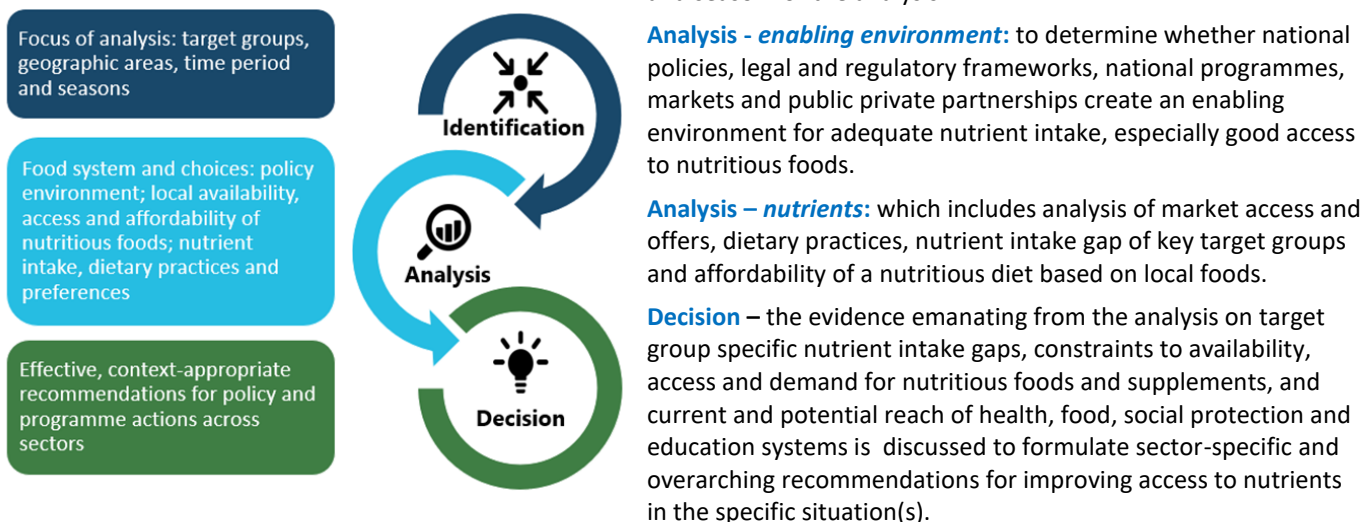 Focus of analysis: target groups,
geographic areas, time period
and seasons
Food system and choices: policy
environment; local availability,
access and affordability of
nutritious foods; nutrient
intake, dietary practices and
preferences
Effective, context-appropriate
recommendations for policy and
programme actions across
sectors
Identification
Analysis
Decision
Analysis - enabling environment: to determine whether national
policies, legal and regulatory frameworks, national programmes,
markets and public private partnerships create an enabling
environment for adequate nutrient intake, especially good access
to nutritious foods.
Analysis – nutrients: which includes analysis of market access and
offers, dietary practices, nutrient intake gap of key target groups
and affordability of a nutritious diet based on local foods.
Decision – the evidence emanating from the analysis on target
group specific nutrient intake gaps, constraints to availability,
access and demand for nutritious foods and supplements, and
current and potential reach of health, food, social protection and
education systems is  discussed to formulate sector-specific and
overarching recommendations for improving access to nutrients
in the specific situation(s).